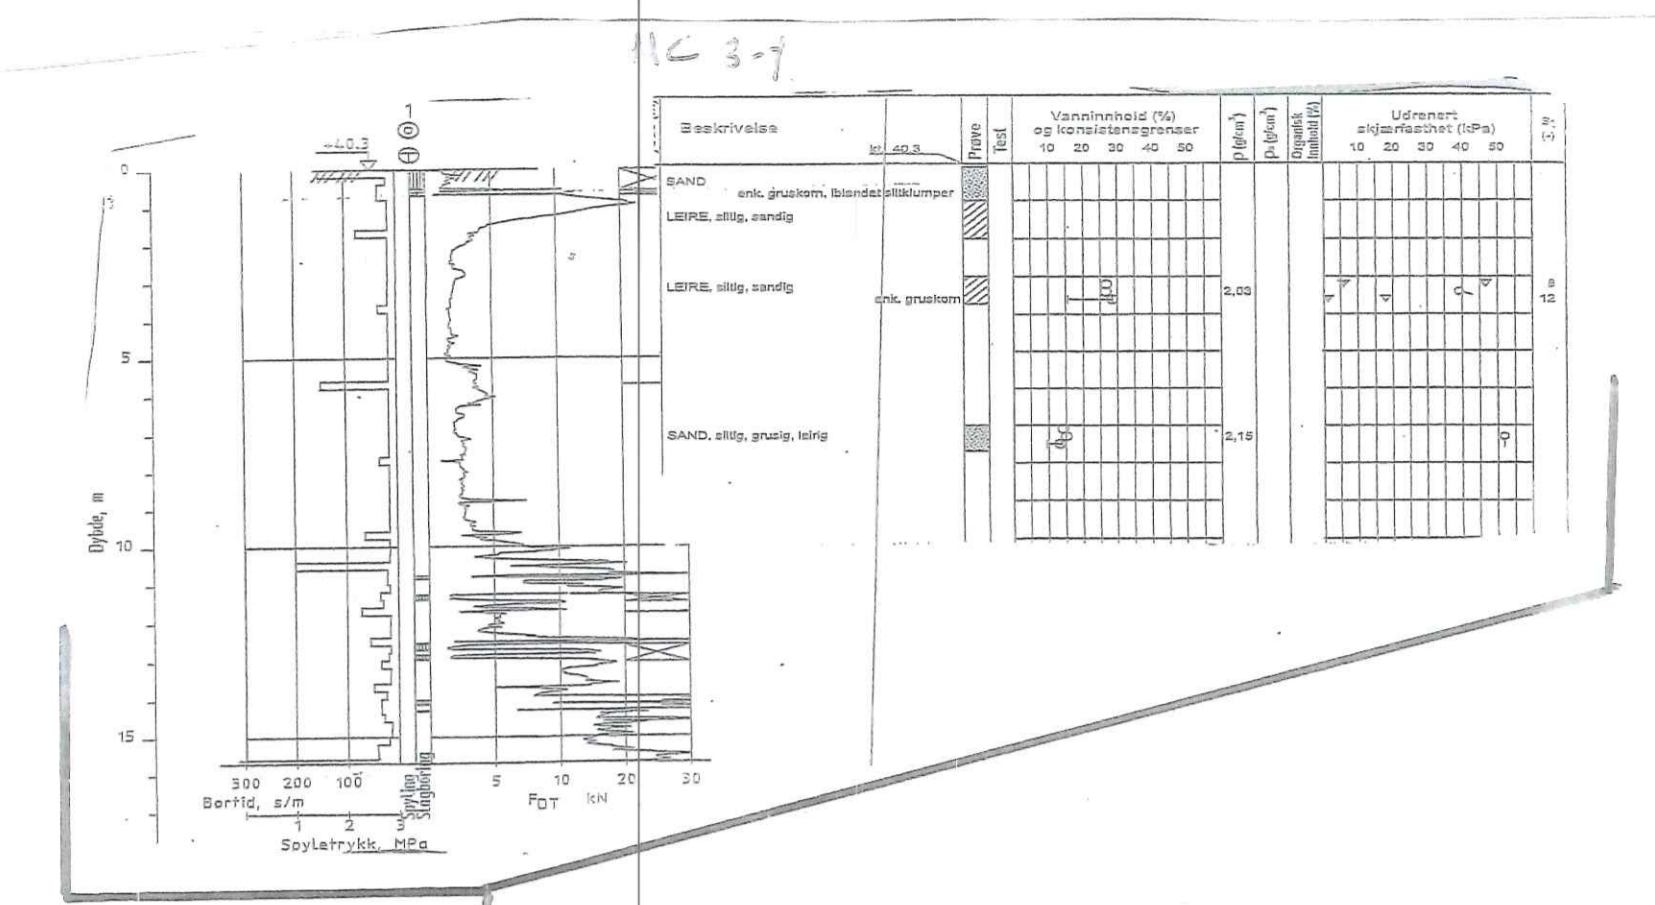 3-
1
+40.3
0
5
10
15
Dybde, m
300 200 100
Bortid, s/m
1 2 3
Spyletrykk, MPa
Spyling
Slagboring
5 10 20 30
FDT kN
Beskrivelse
kt. 40.3
Prøve
Test
Vanninnhold (%)
og konsistensgrenser
10 20 30 40 50
ρ (g/cm³)
ρs (g/cm³)
Organisk
innhold (%)
Udrenert
skjærfasthet (kPa)
10 20 30 40 50
(-)
SAND
enk. gruskorn, iblandet siltklumper
LEIRE, siltig, sandig
LEIRE, siltig, sandig
enk. gruskorn
2,03
12
SAND, siltig, grusig, leirig
2,15